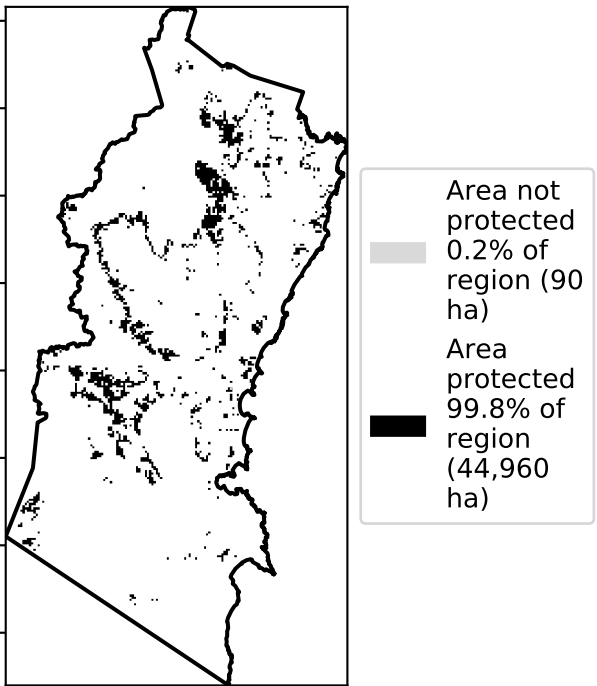 Area not
protected
0.2% of
region (90
ha)
Area
protected
99.8% of
region
(44,960
ha)